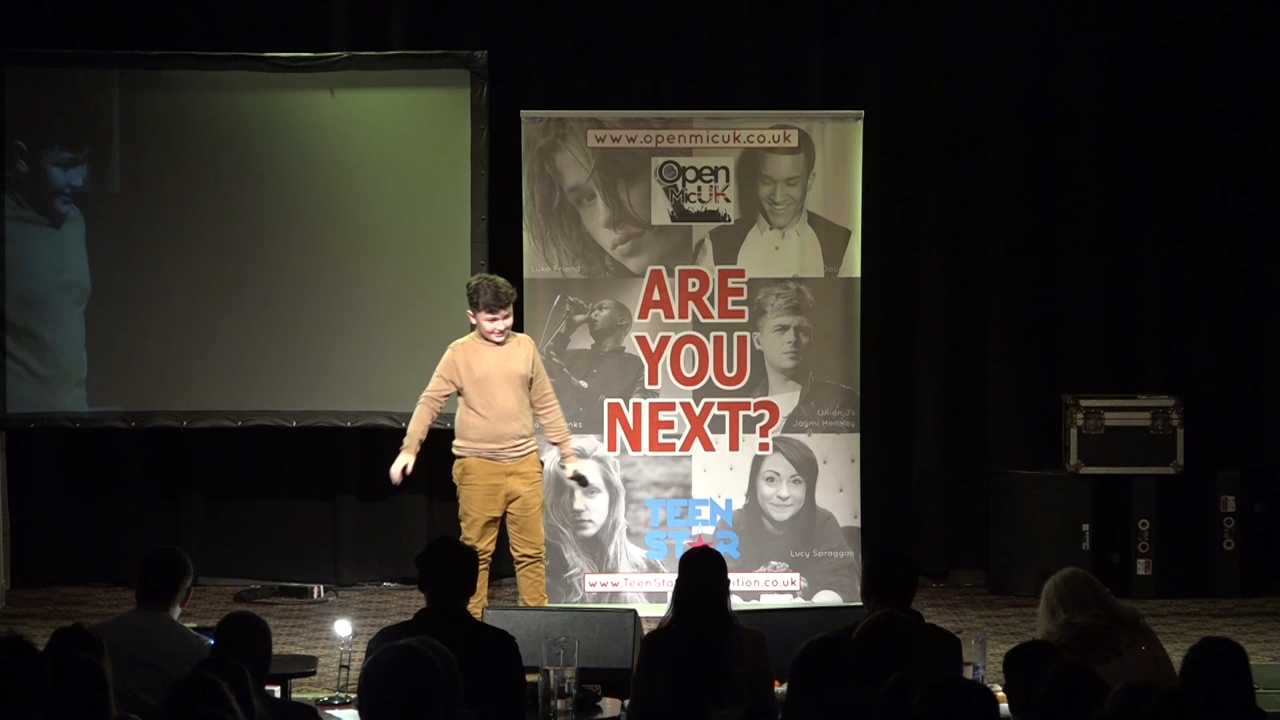 www.openmicuk.co.uk
Open
MicUK
Luke Friend
ARE
YOU
NEXT?
Union J's
Jaymi Hensley
TEEN
STAR
Lucy Spraggan